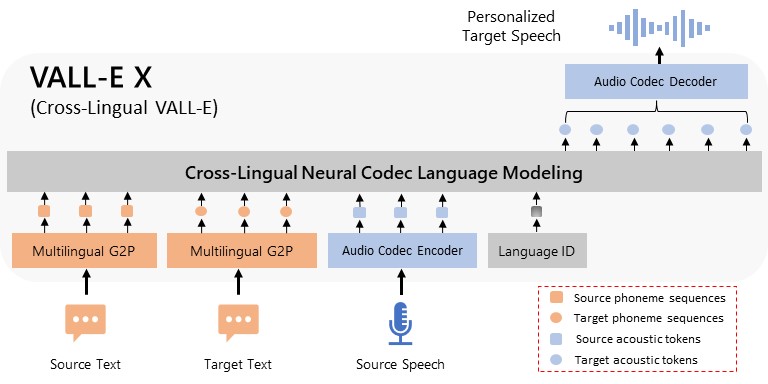 Personalized
Target Speech
VALL-E X
(Cross-Lingual VALL-E)
Audio Codec Decoder
Cross-Lingual Neural Codec Language Modeling
Multilingual G2P
Multilingual G2P
Audio Codec Encoder
Language ID
Source Text
Target Text
Source Speech
Source phoneme sequences
Target phoneme sequences
Source acoustic tokens
Target acoustic tokens